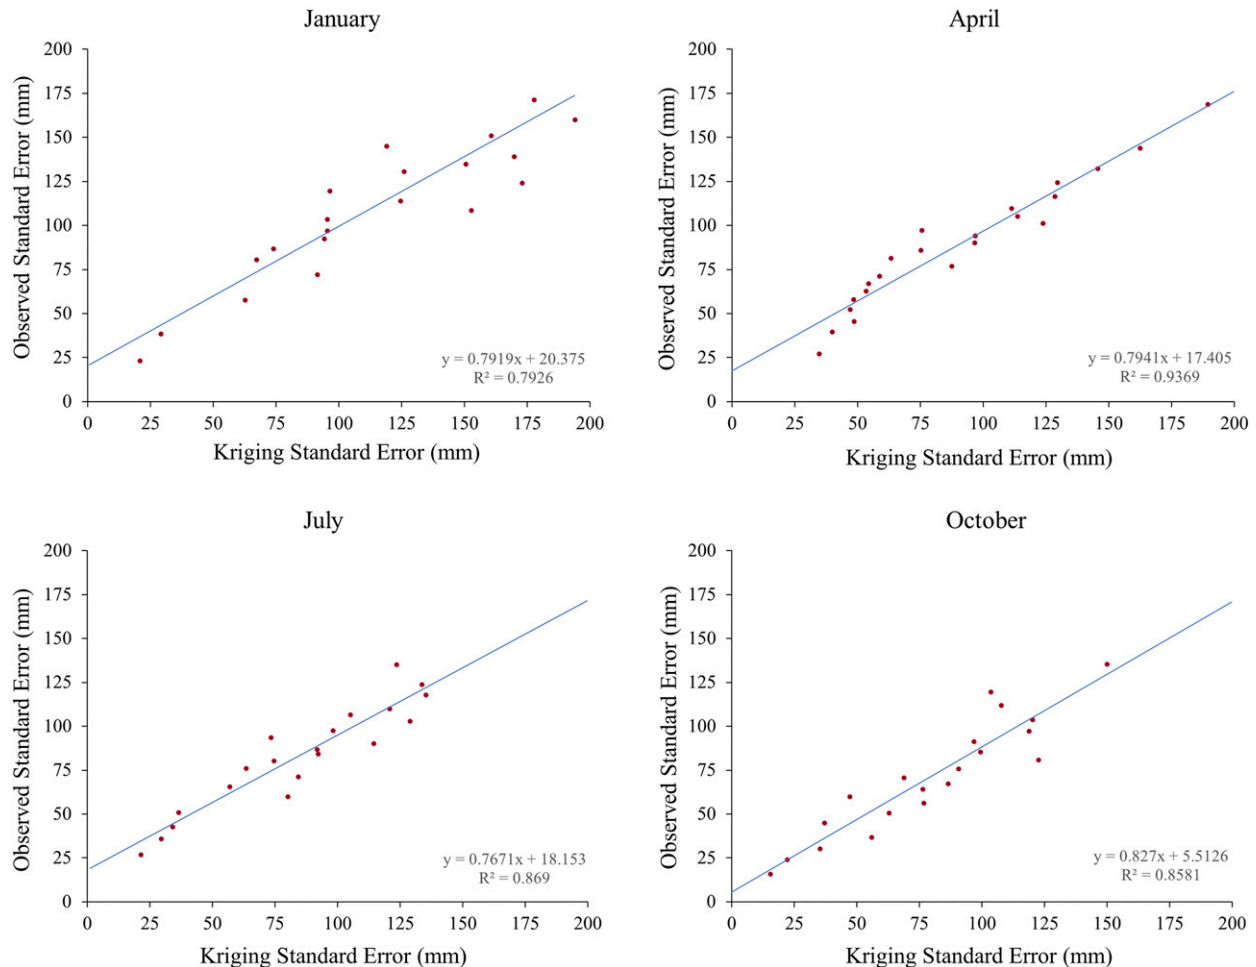 January
200
175
150
125
100
75
50
25
0
Observed Standard Error (mm)
y = 0.7919x + 20.375
R² = 0.7926
0 25 50 75 100 125 150 175 200
Kriging Standard Error (mm)
April
200
175
150
125
100
75
50
25
0
Observed Standard Error (mm)
y = 0.7941x + 17.405
R² = 0.9369
0 25 50 75 100 125 150 175 200
Kriging Standard Error (mm)
July
200
175
150
125
100
75
50
25
0
Observed Standard Error (mm)
y = 0.7671x + 18.153
R² = 0.869
0 25 50 75 100 125 150 175 200
Kriging Standard Error (mm)
October
200
175
150
125
100
75
50
25
0
Observed Standard Error (mm)
y = 0.827x + 5.5126
R² = 0.8581
0 25 50 75 100 125 150 175 200
Kriging Standard Error (mm)